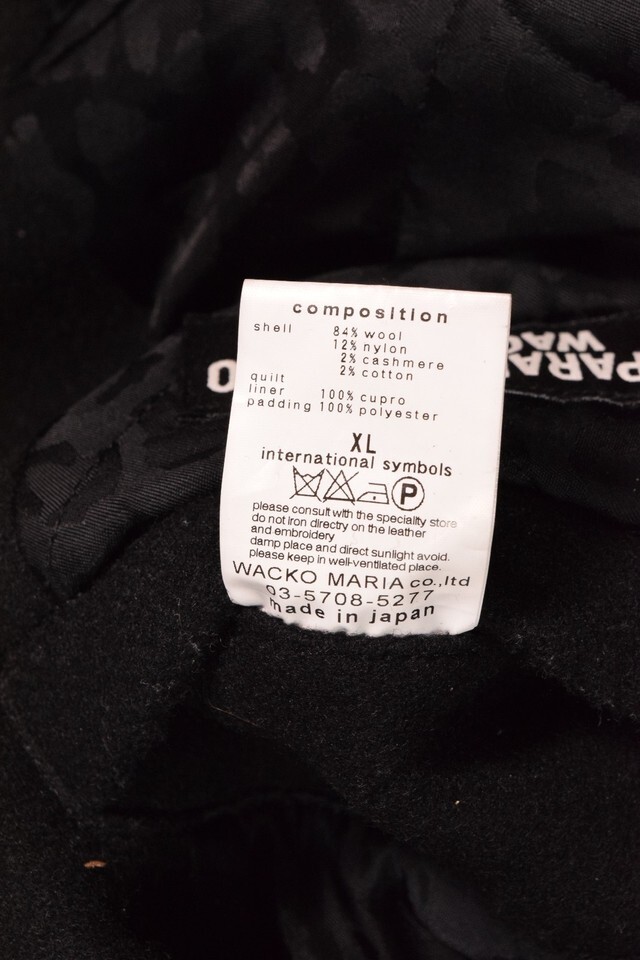 composition
shell 84% wool
12% nylon
2% cashmere
2% cotton
quilt
liner 100% cupro
padding 100% polyester
XL
international symbols
P
please consult with the speciality store
do not iron directry on the leather
and embroidery
damp place and direct sunlight avoid.
please keep in well-ventilated place.
WACKO MARIA co.,ltd
03-5708-5277
made in japan